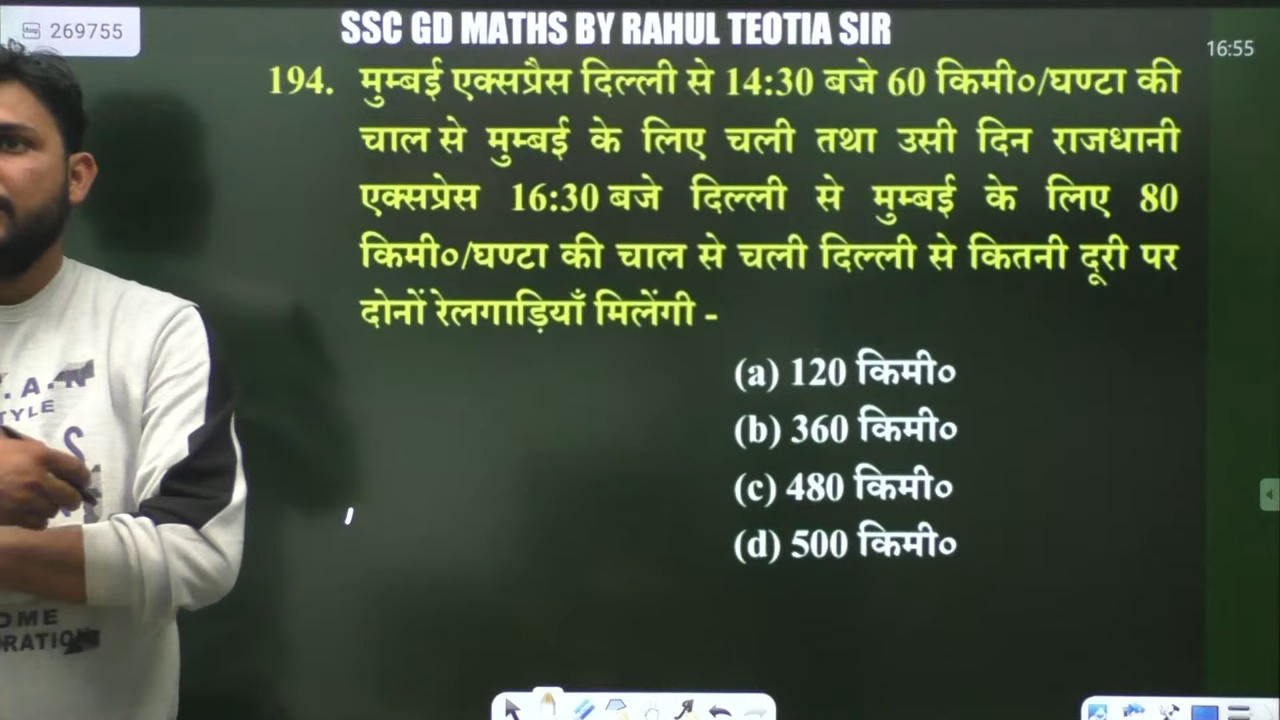 269755
SSC GD MATHS BY RAHUL TEOTIA SIR
16:55
194. मुम्बई एक्सप्रैस दिल्ली से 14:30 बजे 60 किमी०/घण्टा की
चाल से मुम्बई के लिए चली तथा उसी दिन राजधानी
एक्सप्रेस 16:30 बजे दिल्ली से मुम्बई के लिए 80
किमी०/घण्टा की चाल से चली दिल्ली से कितनी दूरी पर
दोनों रेलगाड़ियाँ मिलेंगी -
(a) 120 किमी०
(b) 360 किमी०
(c) 480 किमी०
(d) 500 किमी०
TYLE